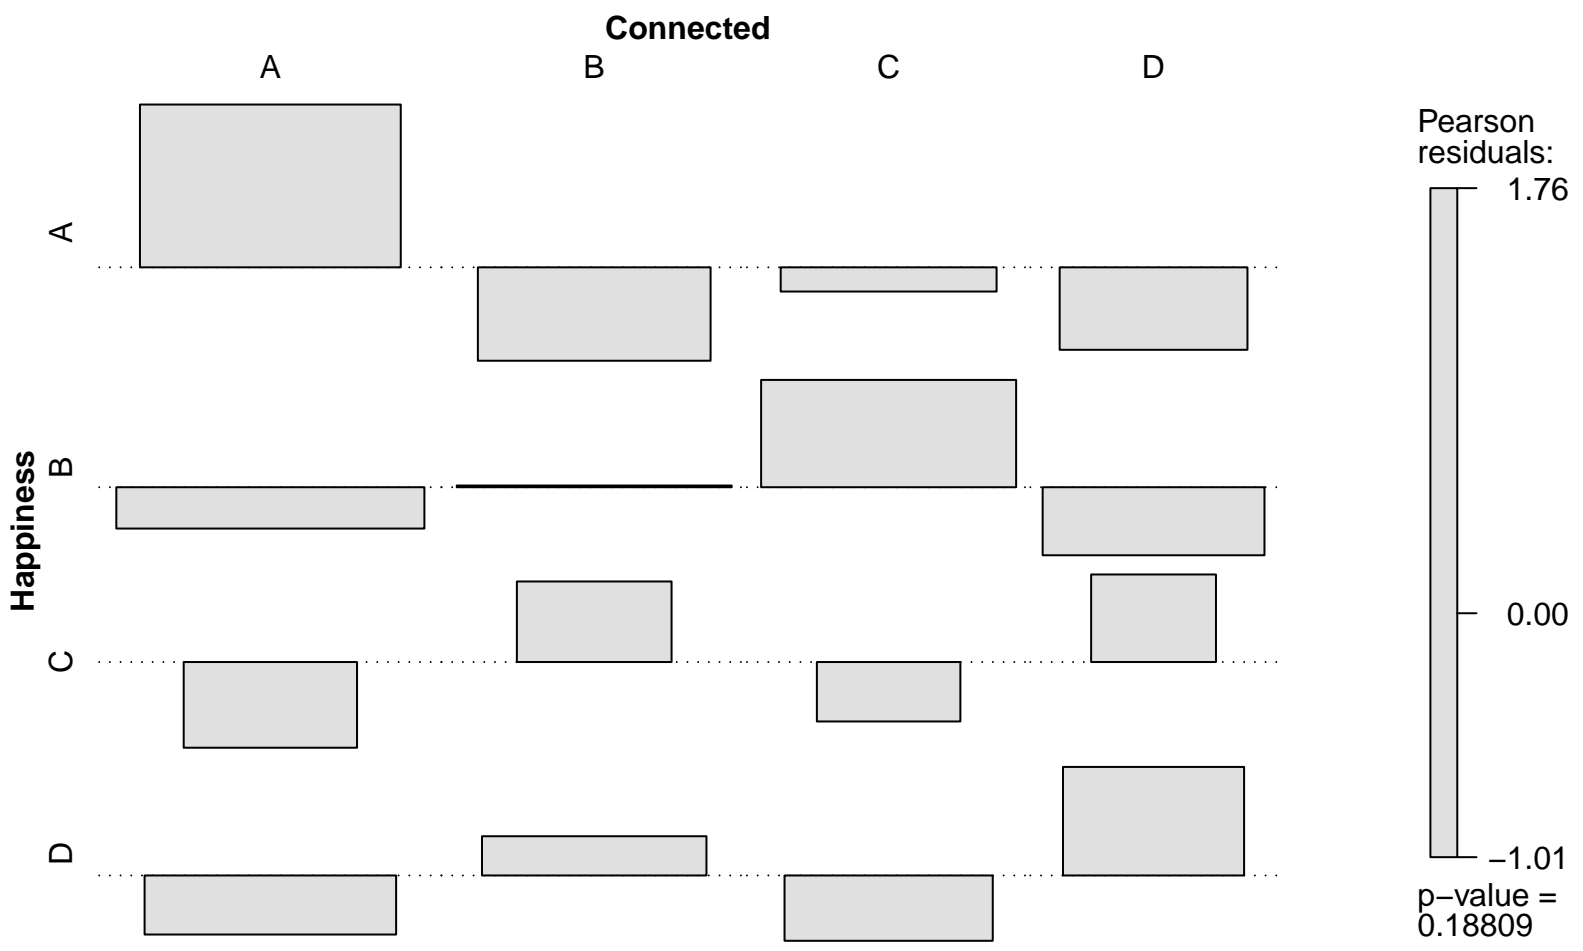 Connected
A B C D
A
B
C
D
Happiness
Pearson
residuals:
1.76
0.00
−1.01
p−value =
0.18809